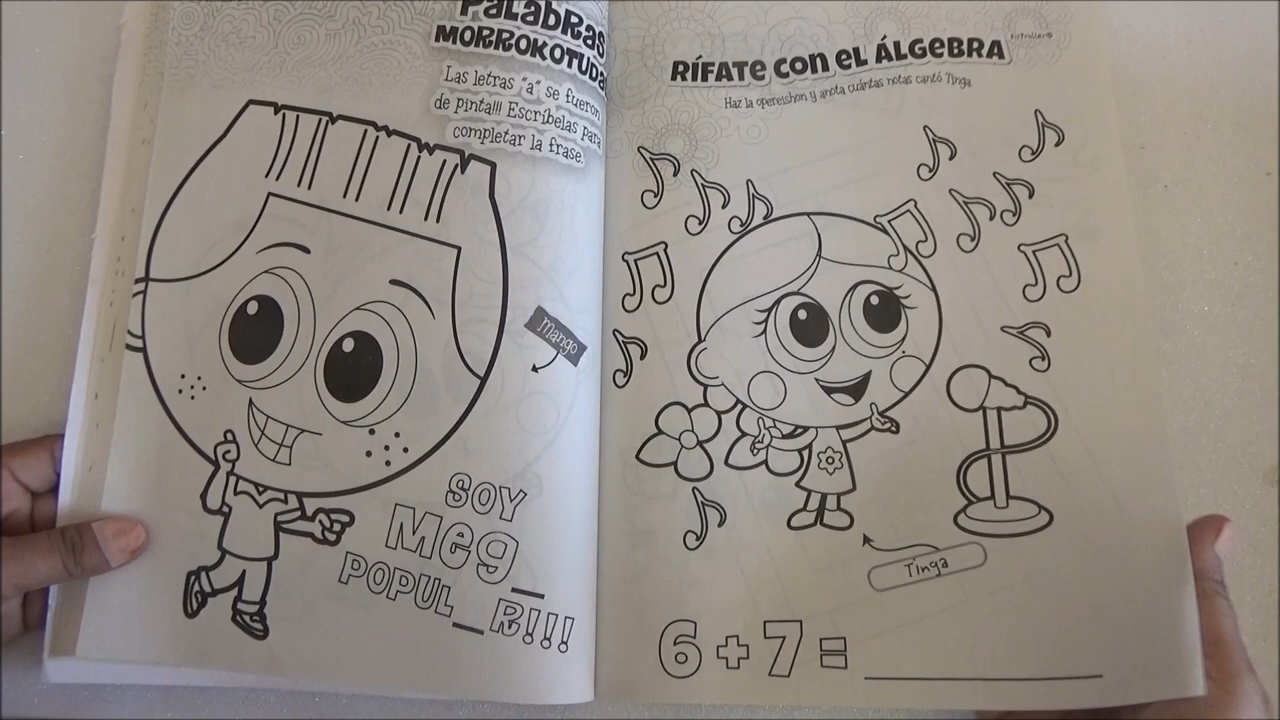 PALABRAS
MORROKOTUDA
Las letras "a" se fueron
de pinta!!! Escríbelas para
completar la frase.
Mango
SOY
Meg_
POPUL_R!!!
RÍFATE CON EL ÁLGEBRA
Haz la opereishon y anota cuántas notas cantó Tinga
Tinga
6+7=